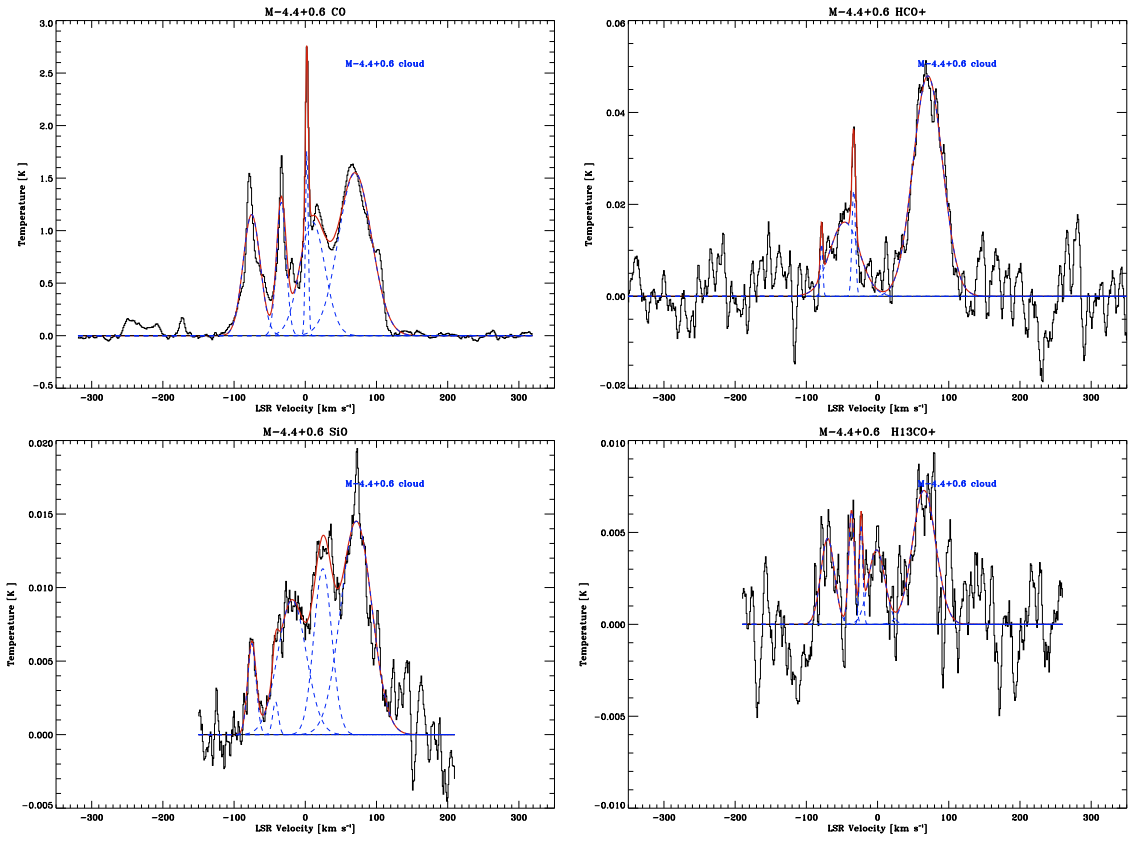 M-4.4+0.6 CO
3.0
2.5
2.0
1.5
1.0
0.5
0.0
-0.5
Temperature [K ]
M-4.4+0.6 cloud
-300 -200 -100 0 100 200 300
LSR Velocity [km s⁻¹]
M-4.4+0.6 HCO+
0.06
0.04
0.02
0.00
-0.02
Temperature [K ]
M-4.4+0.6 cloud
-300 -200 -100 0 100 200 300
LSR Velocity [km s⁻¹]
M-4.4+0.6 SiO
0.020
0.015
0.010
0.005
0.000
-0.005
Temperature [K ]
M-4.4+0.6 cloud
-300 -200 -100 0 100 200 300
LSR Velocity [km s⁻¹]
M-4.4+0.6 H13CO+
0.010
0.005
0.000
-0.005
-0.010
Temperature [K ]
M-4.4+0.6 cloud
-300 -200 -100 0 100 200 300
LSR Velocity [km s⁻¹]